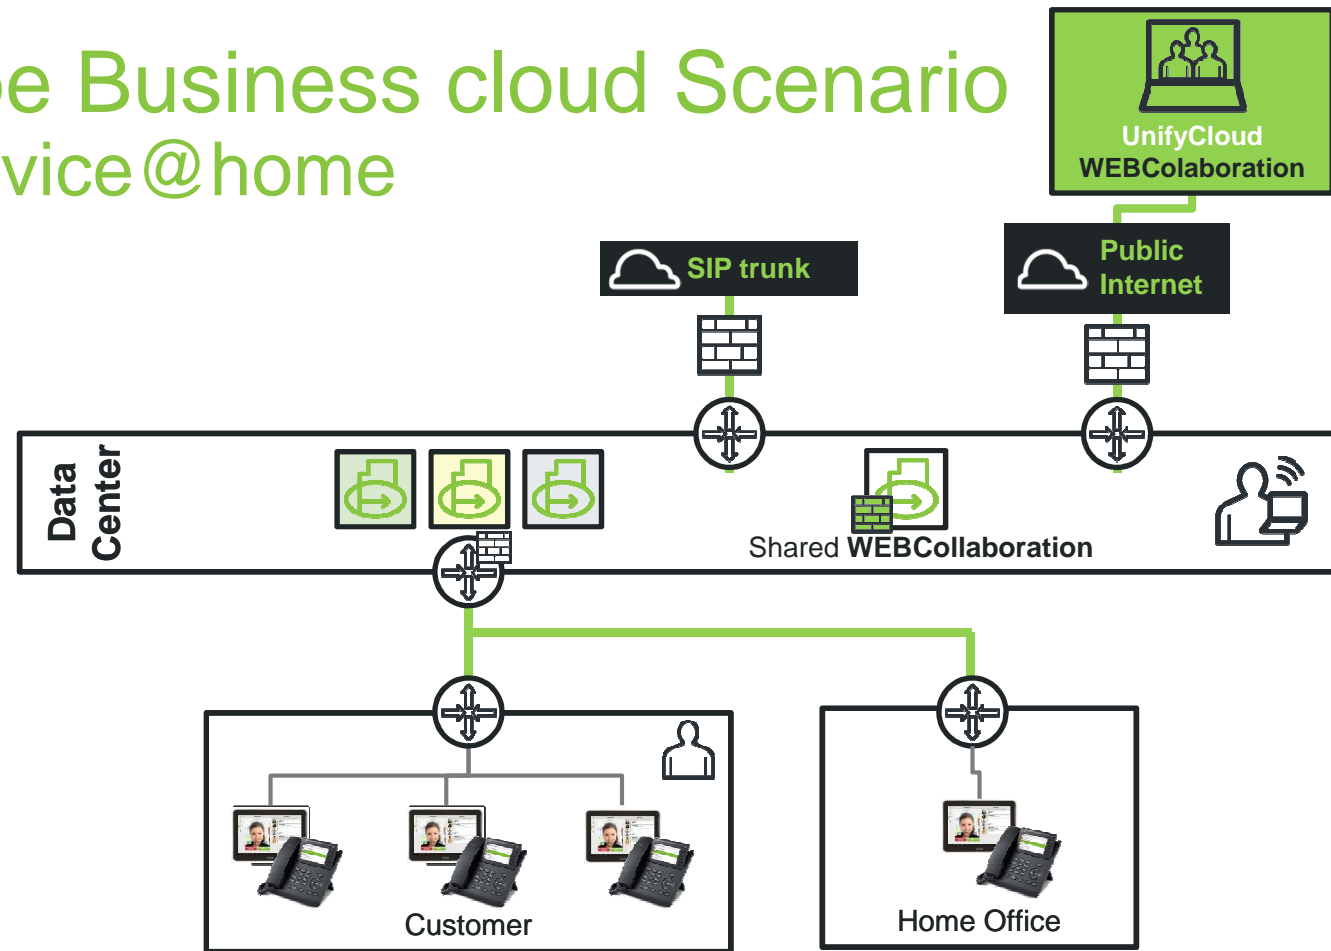 pe Business cloud Scenario
vice@home
UnifyCloud
WEBColaboration
SIP trunk
Public
Internet
Data
Center
Shared WEBCollaboration
Customer
Home Office